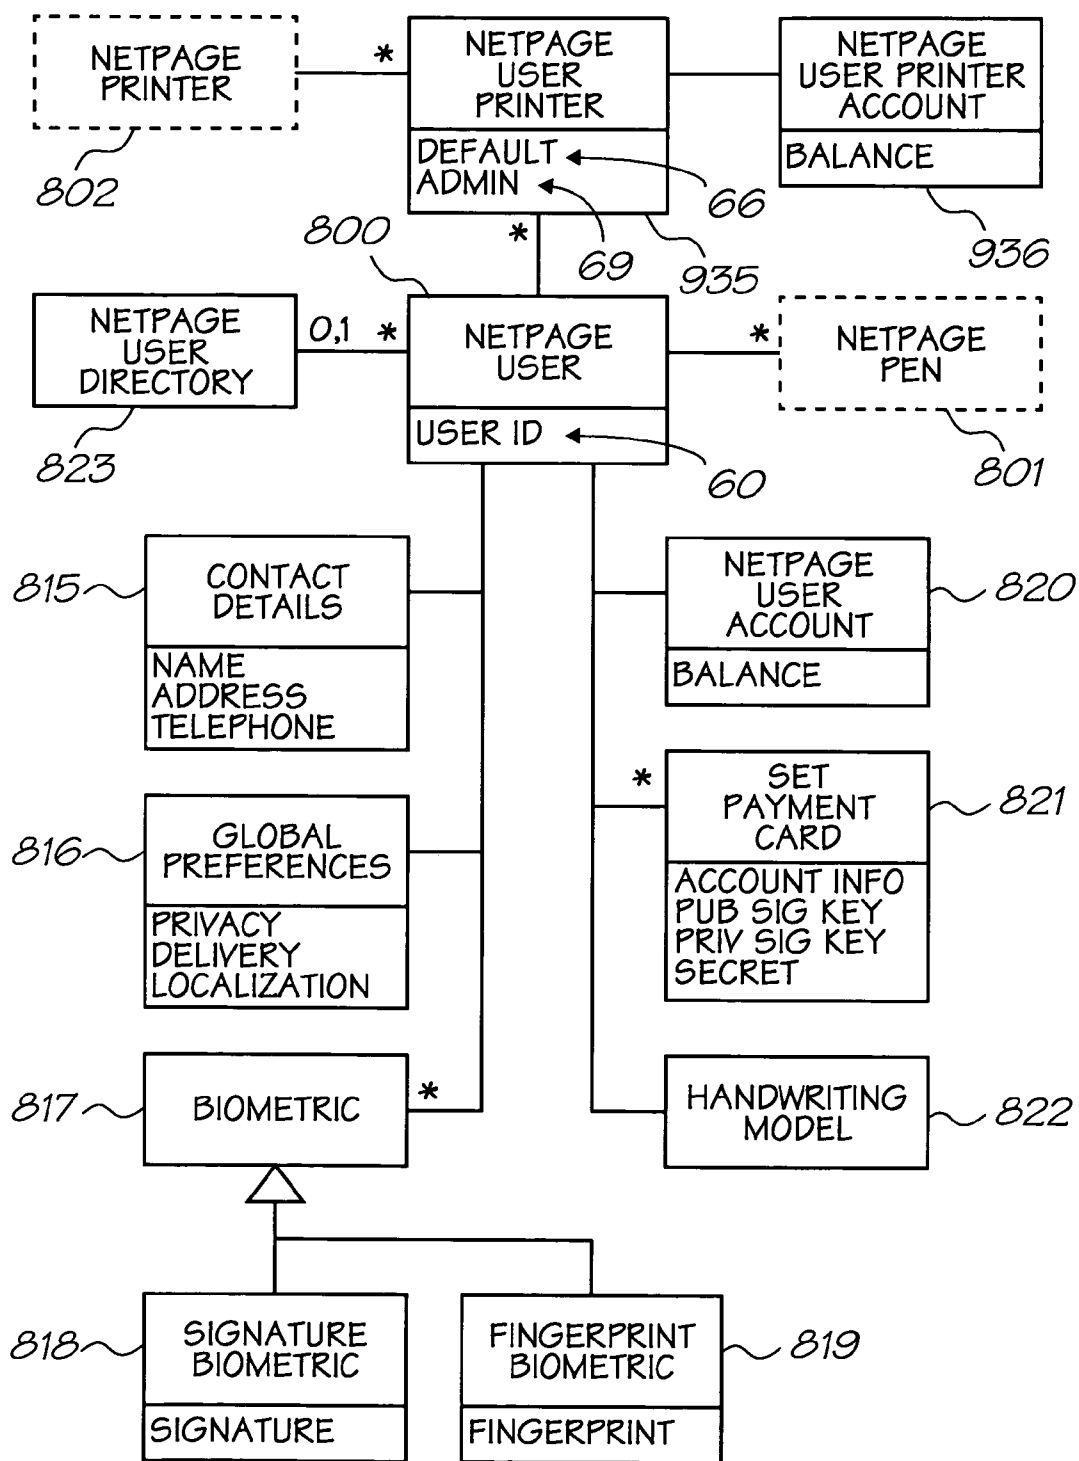 NETPAGE
PRINTER
802
*
NETPAGE
USER
PRINTER
DEFAULT
ADMIN
66
69
935
*
NETPAGE
USER PRINTER
ACCOUNT
BALANCE
936
800
NETPAGE
USER
DIRECTORY
823
0,1
*
NETPAGE
USER
USER ID
60
*
NETPAGE
PEN
801
815
CONTACT
DETAILS
NAME
ADDRESS
TELEPHONE
NETPAGE
USER
ACCOUNT
BALANCE
820
816
GLOBAL
PREFERENCES
PRIVACY
DELIVERY
LOCALIZATION
*
SET
PAYMENT
CARD
ACCOUNT INFO
PUB SIG KEY
PRIV SIG KEY
SECRET
821
817
BIOMETRIC
*
HANDWRITING
MODEL
822
818
SIGNATURE
BIOMETRIC
SIGNATURE
FINGERPRINT
BIOMETRIC
FINGERPRINT
819